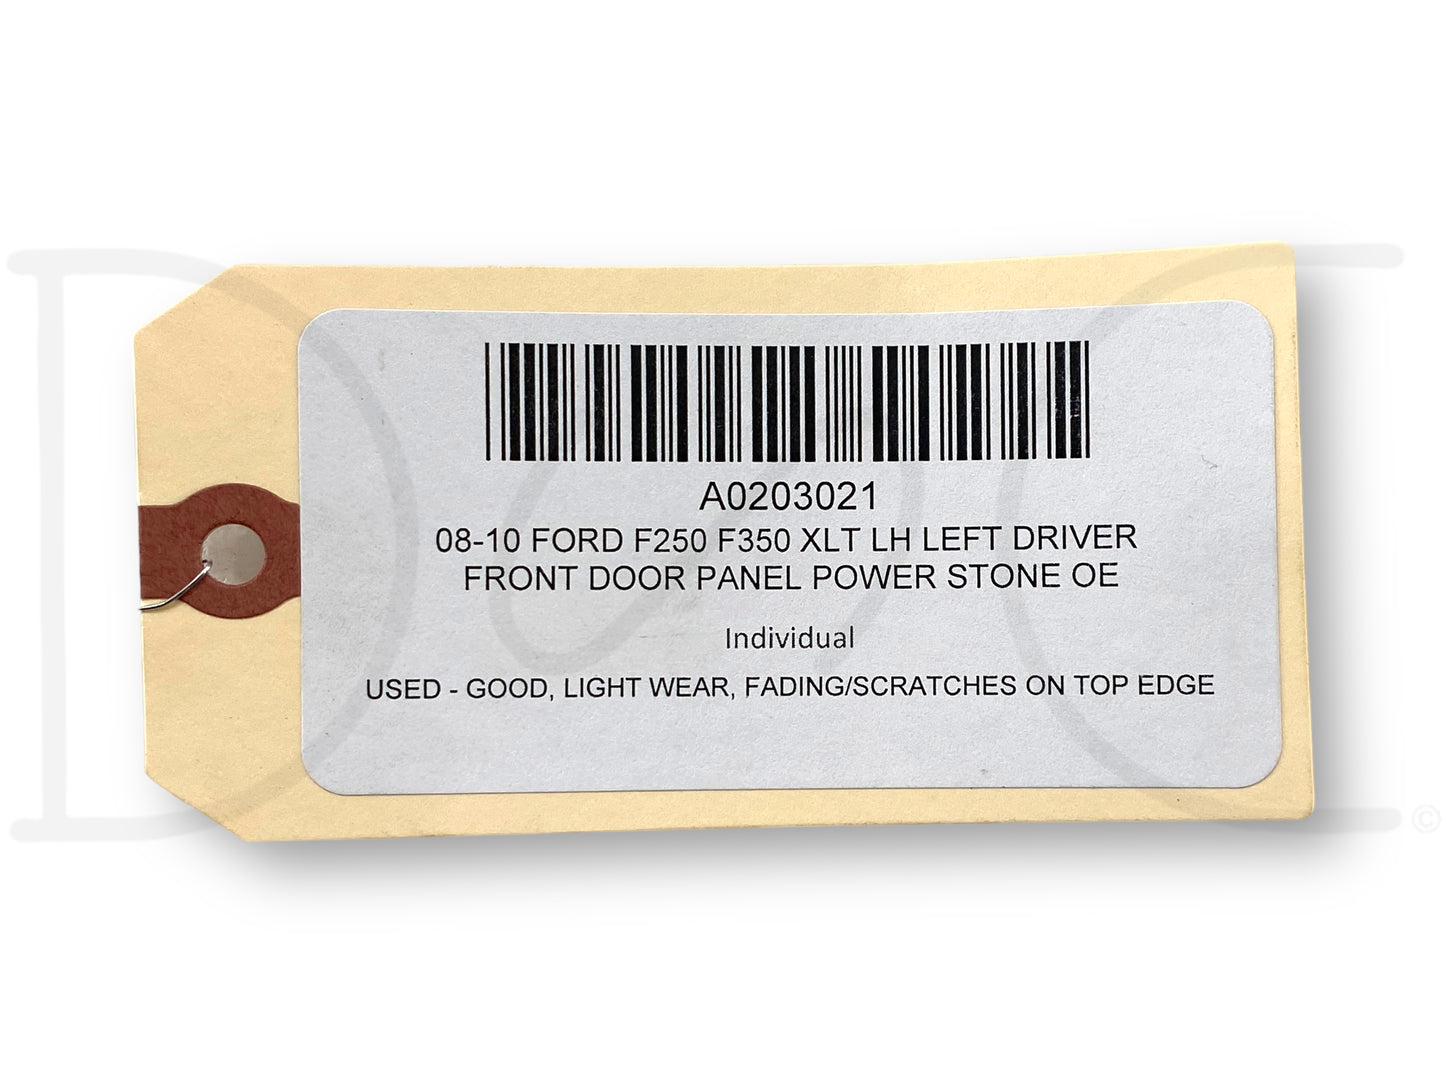 A0203021
08-10 FORD F250 F350 XLT LH LEFT DRIVER
FRONT DOOR PANEL POWER STONE OE
Individual
USED - GOOD, LIGHT WEAR, FADING/SCRATCHES ON TOP EDGE
©